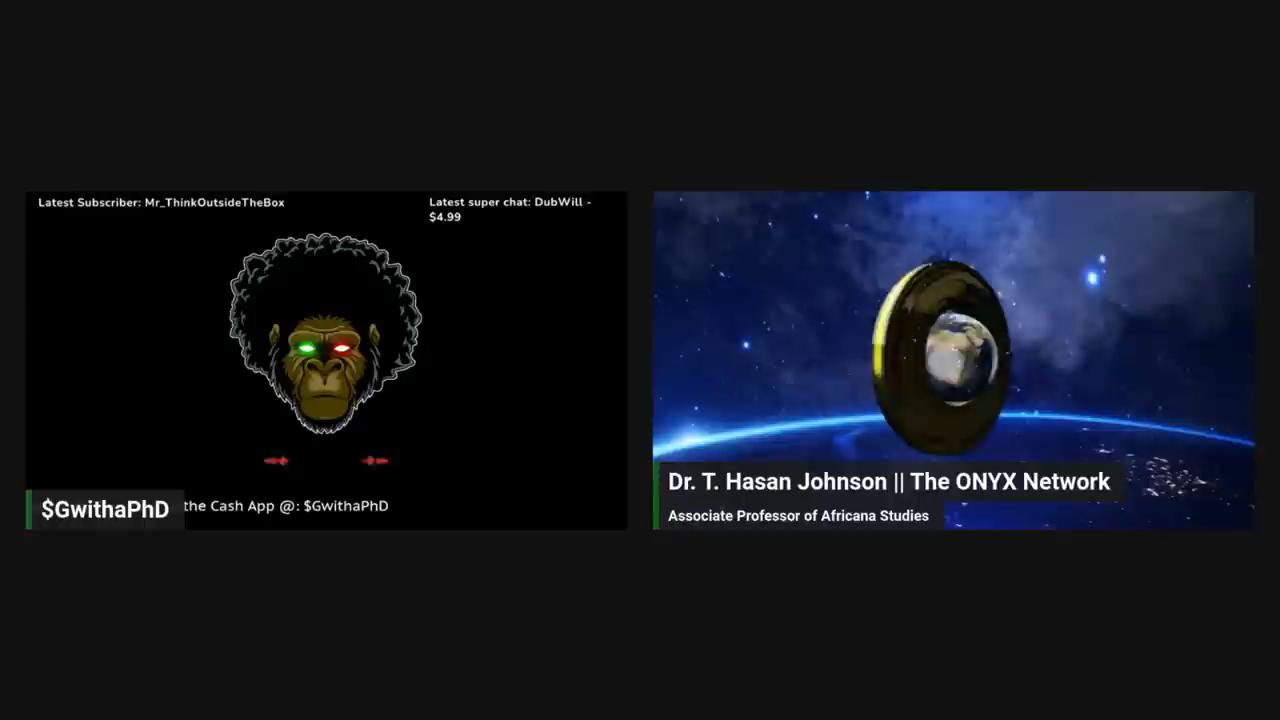 Latest Subscriber: Mr_ThinkOutsideTheBox
Latest super chat: DubWill -
$4.99
$GwithaPhD
the Cash App @: $GwithaPhD
Dr. T. Hasan Johnson || The ONYX Network
Associate Professor of Africana Studies